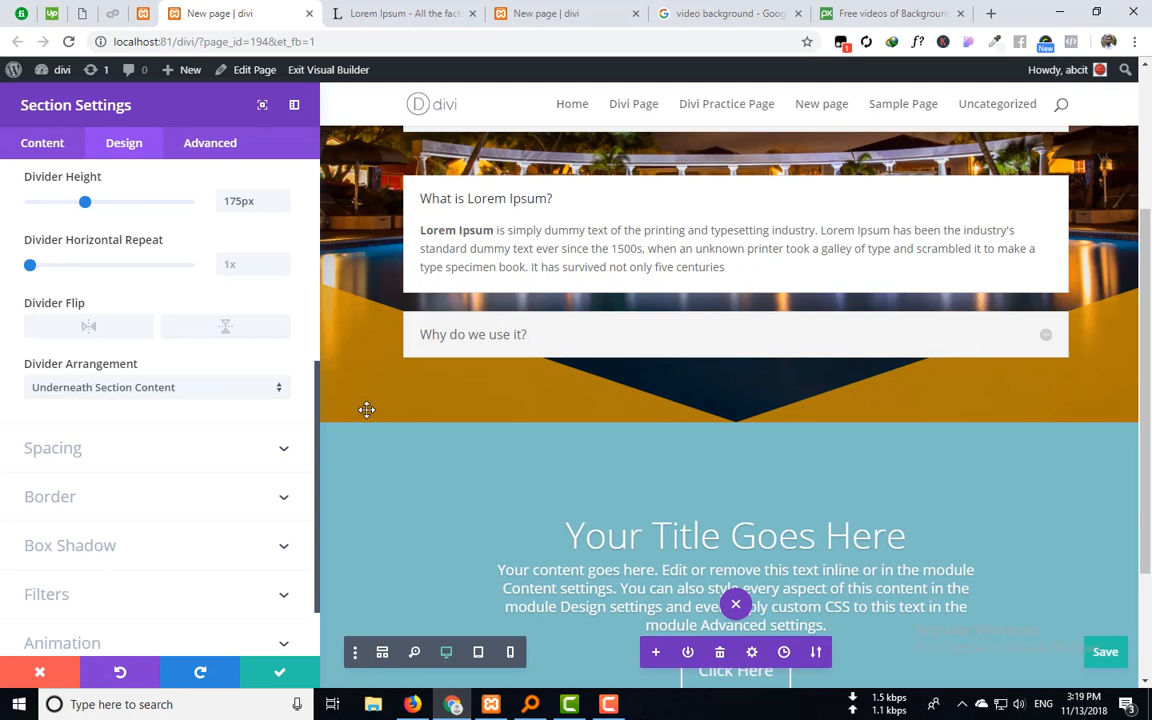 New page | divi
Lorem Ipsum - All the fact
New page | divi
video background - Goog
Free videos of Background
localhost:81/divi/?page_id=194&et_fb=1
divi
1
0
New
Edit Page
Exit Visual Builder
Howdy, abcit
Section Settings
Content
Design
Advanced
Divider Height
175px
Divider Horizontal Repeat
1x
Divider Flip
Divider Arrangement
Underneath Section Content
Spacing
Border
Box Shadow
Filters
Animation
divi
Home
Divi Page
Divi Practice Page
New page
Sample Page
Uncategorized
What is Lorem Ipsum?
Lorem Ipsum is simply dummy text of the printing and typesetting industry. Lorem Ipsum has been the industry's
standard dummy text ever since the 1500s, when an unknown printer took a galley of type and scrambled it to make a
type specimen book. It has survived not only five centuries
Why do we use it?
Your Title Goes Here
Your content goes here. Edit or remove this text inline or in the module
Content settings. You can also style every aspect of this content in the
module Design settings and even apply custom CSS to this text in the
module Advanced settings.
Click Here
Save
Type here to search
1.5 kbps
1.1 kbps
ENG
3:19 PM
11/13/2018
3